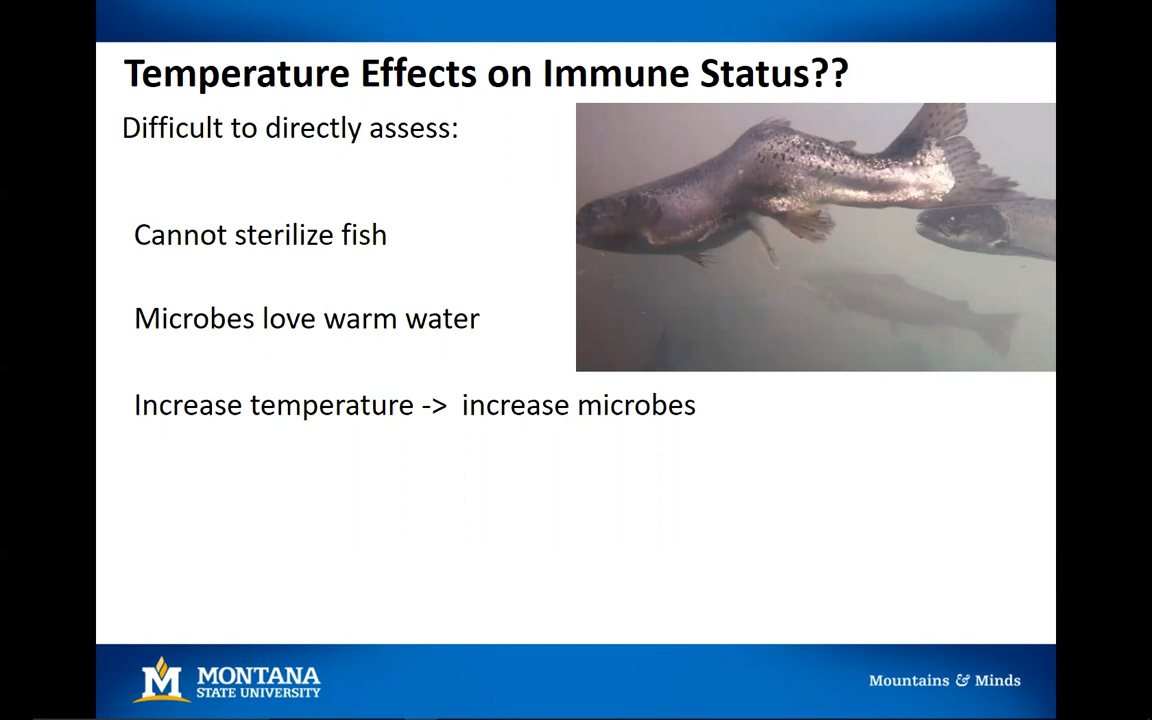 Temperature Effects on Immune Status??
Difficult to directly assess:
Cannot sterilize fish
Microbes love warm water
Increase temperature -> increase microbes
M MONTANA
STATE UNIVERSITY
Mountains & Minds